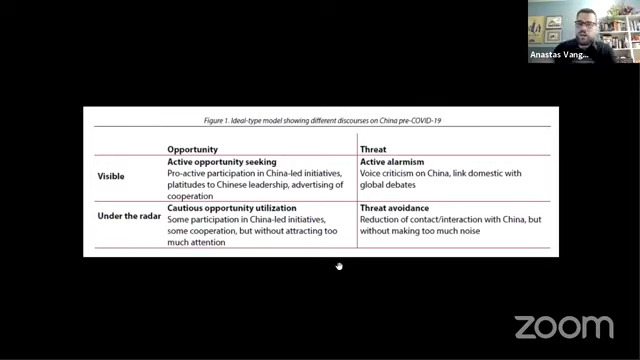 Anastas Vang...
Figure 1. Ideal-type model showing different discourses on China pre-COVID-19
Opportunity
Threat
Visible
Active opportunity seeking
Pro-active participation in China-led initiatives,
platitudes to Chinese leadership, advertising of
cooperation
Active alarmism
Voice criticism on China, link domestic with
global debates
Under the radar
Cautious opportunity utilization
Some participation in China-led initiatives,
some cooperation, but without attracting too
much attention
Threat avoidance
Reduction of contact/interaction with China, but
without making too much noise
zoom